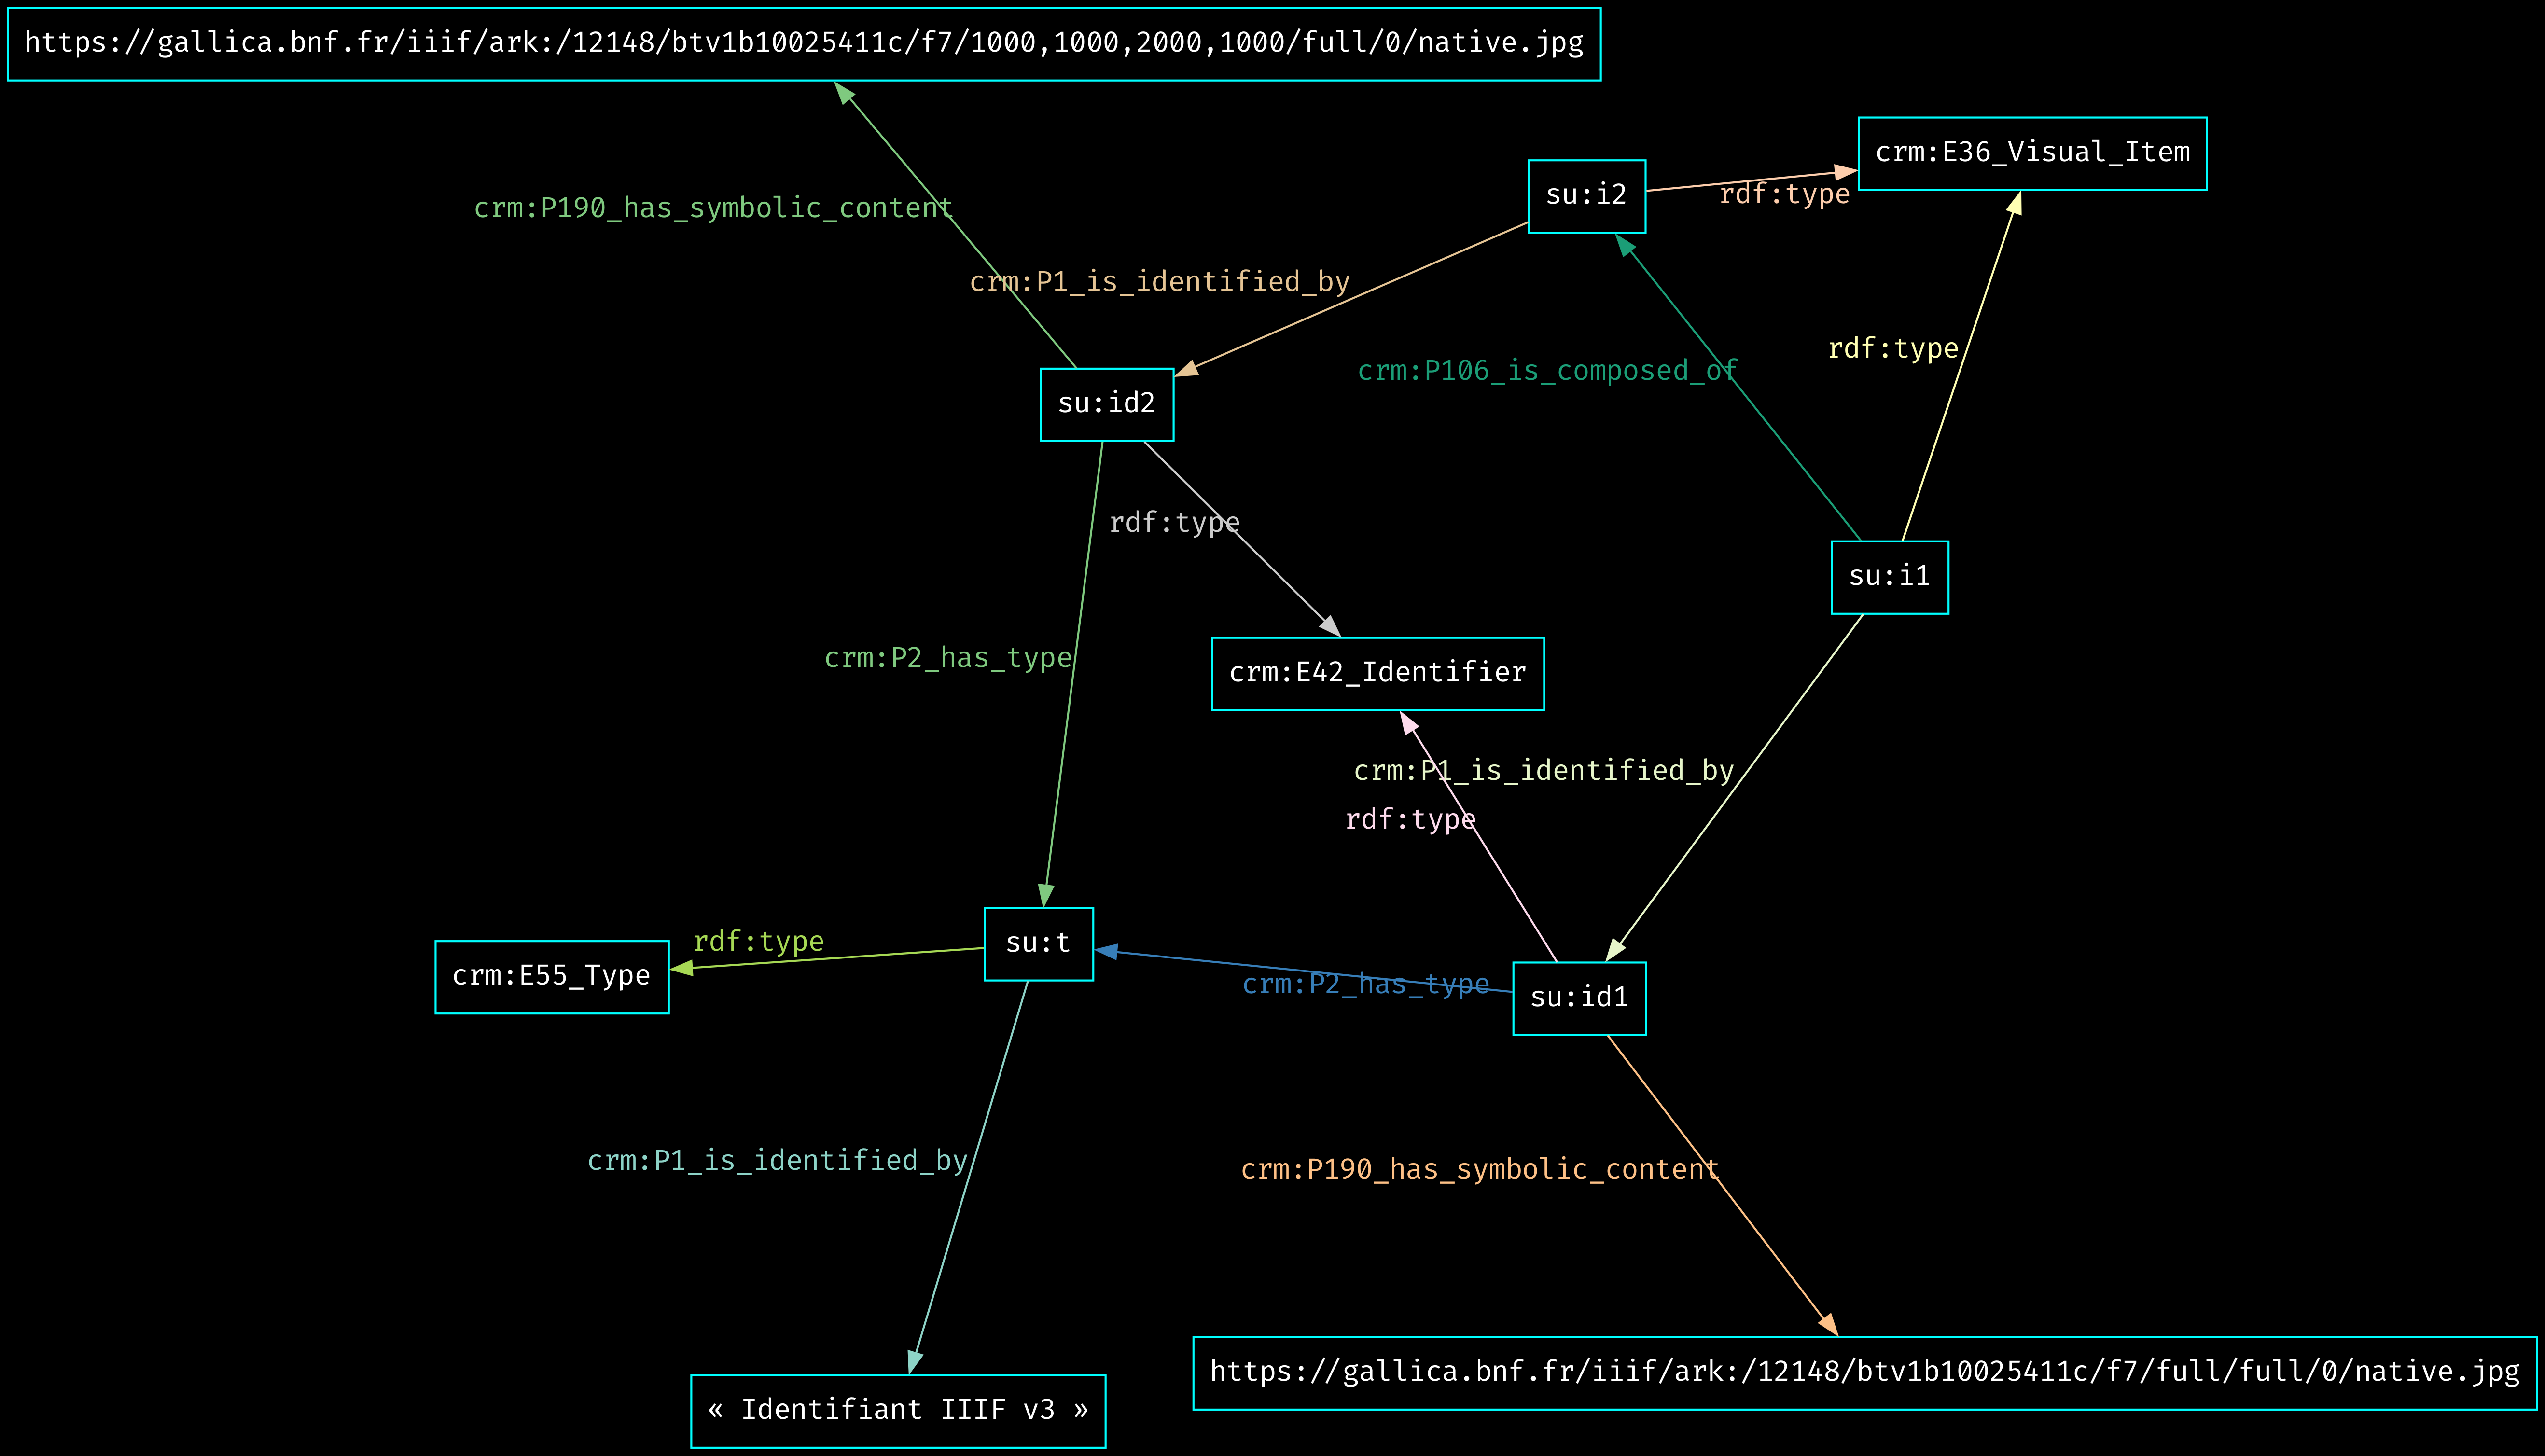 https://gallica.bnf.fr/iiif/ark:/12148/btv1b10025411c/f7/1000,1000,2000,1000/full/0/native.jpg
crm:E36_Visual_Item
su:i2
rdf:type
crm:P190_has_symbolic_content
crm:P1_is_identified_by
rdf:type
crm:P106_is_composed_of
su:id2
rdf:type
su:i1
crm:P2_has_type
crm:E42_Identifier
crm:P1_is_identified_by
rdf:type
rdf:type
su:t
crm:E55_Type
crm:P2_has_type
su:id1
crm:P1_is_identified_by
crm:P190_has_symbolic_content
https://gallica.bnf.fr/iiif/ark:/12148/btv1b10025411c/f7/full/full/0/native.jpg
« Identifiant IIIF v3 »